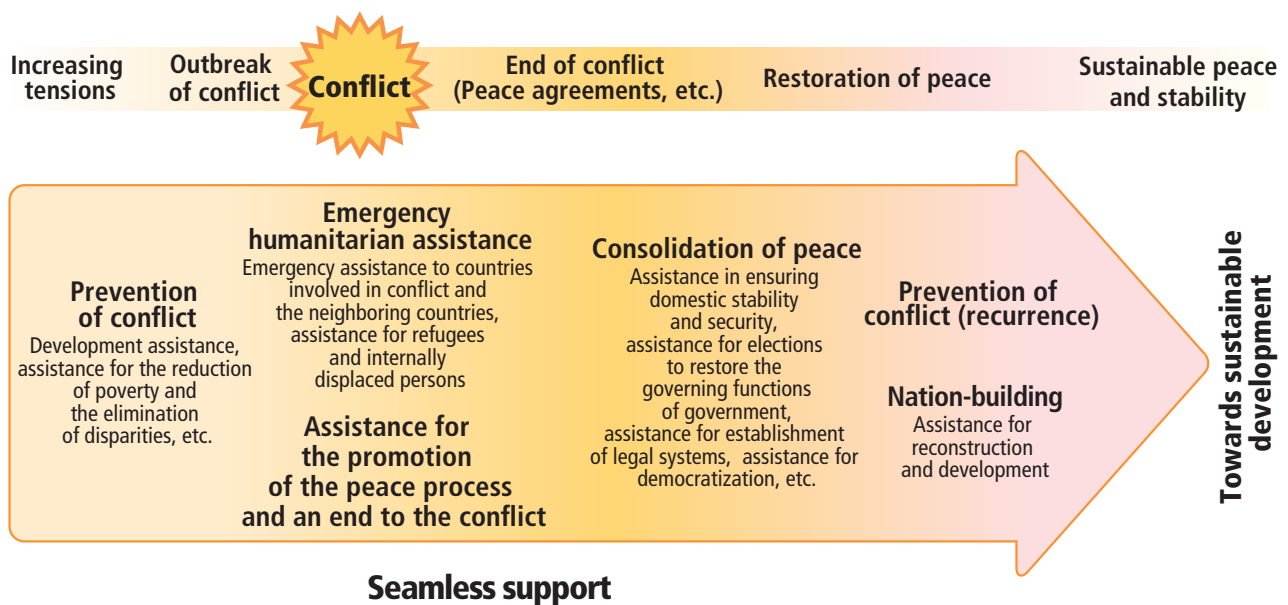 Increasing
tensions
Outbreak
of conflict
Conflict
End of conflict
(Peace agreements, etc.)
Restoration of peace
Sustainable peace
and stability
Prevention
of conflict
Development assistance,
assistance for the reduction
of poverty and
the elimination
of disparities, etc.
Emergency
humanitarian assistance
Emergency assistance to countries
involved in conflict and
the neighboring countries,
assistance for refugees
and internally
displaced persons
Assistance for
the promotion
of the peace process
and an end to the conflict
Consolidation of peace
Assistance in ensuring
domestic stability
and security,
assistance for elections
to restore the
governing functions
of government,
assistance for establishment
of legal systems, assistance for
democratization, etc.
Prevention of
conflict (recurrence)
Nation-building
Assistance for
reconstruction
and development
Towards sustainable
development
Seamless support